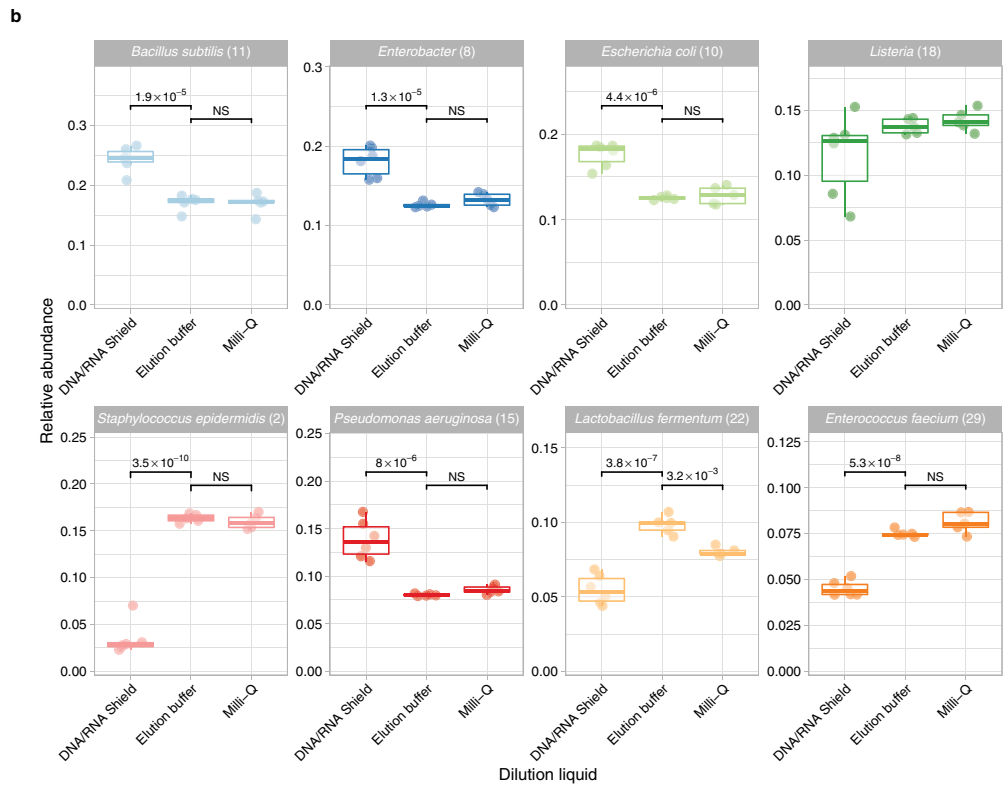 b
Bacillus subtilis (11)
Enterobacter (8)
Escherichia coli (10)
Listeria (18)
Relative abundance
0.3
0.2
0.1
0.0
1.9×10⁻⁵
NS
DNA/RNA Shield
Elution buffer
Milli−Q
0.3
0.2
0.1
0.0
1.3×10⁻⁵
NS
DNA/RNA Shield
Elution buffer
Milli−Q
0.2
0.1
0.0
4.4×10⁻⁶
NS
DNA/RNA Shield
Elution buffer
Milli−Q
0.15
0.10
0.05
0.00
DNA/RNA Shield
Elution buffer
Milli−Q
Staphylococcus epidermidis (2)
Pseudomonas aeruginosa (15)
Lactobacillus fermentum (22)
Enterococcus faecium (29)
0.25
0.20
0.15
0.10
0.05
0.00
3.5×10⁻¹⁰
NS
DNA/RNA Shield
Elution buffer
Milli−Q
0.25
0.20
0.15
0.10
0.05
0.00
8×10⁻⁶
NS
DNA/RNA Shield
Elution buffer
Milli−Q
0.15
0.10
0.05
0.00
3.8×10⁻⁷
3.2×10⁻³
DNA/RNA Shield
Elution buffer
Milli−Q
0.125
0.100
0.075
0.050
0.025
0.000
5.3×10⁻⁸
NS
DNA/RNA Shield
Elution buffer
Milli−Q
Dilution liquid